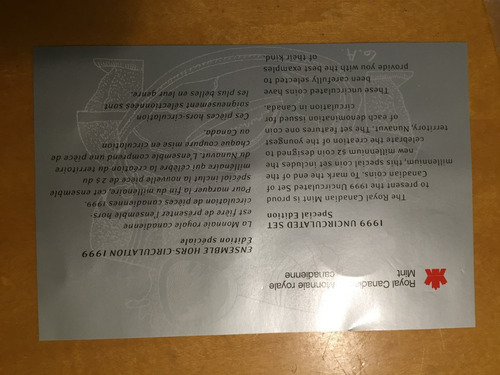 Royal Canadian Monnaie royale
Mint canadienne
1999 UNCIRCULATED SET
Special Edition
The Royal Canadian Mint is proud
to present the 1999 Uncirculated Set of
Canadian coins. To mark the end of the
millennium, this special coin set includes the
new millennium $2 coin designed to
celebrate the creation of the youngest
territory, Nunavut. The set features one coin
of each denomination issued for
circulation in Canada.
These uncirculated coins have
been carefully selected to
provide you with the best examples
of their kind
ENSEMBLE HORS-CIRCULATION 1999
Édition spéciale
La Monnaie royale canadienne
est fière de présenter l'ensemble hors-
circulation de pièces canadiennes 1999.
Pour marquer la fin du millénaire, cet ensemble
spécial inclut la nouvelle pièce de 2 $ du
millénaire qui célèbre la création du territoire
du Nunavut. L'ensemble comprend une pièce de
chaque coupure mise en circulation
au Canada.
Ces pièces hors-circulation
soigneusement sélectionnées sont
les plus belles en leur genre.